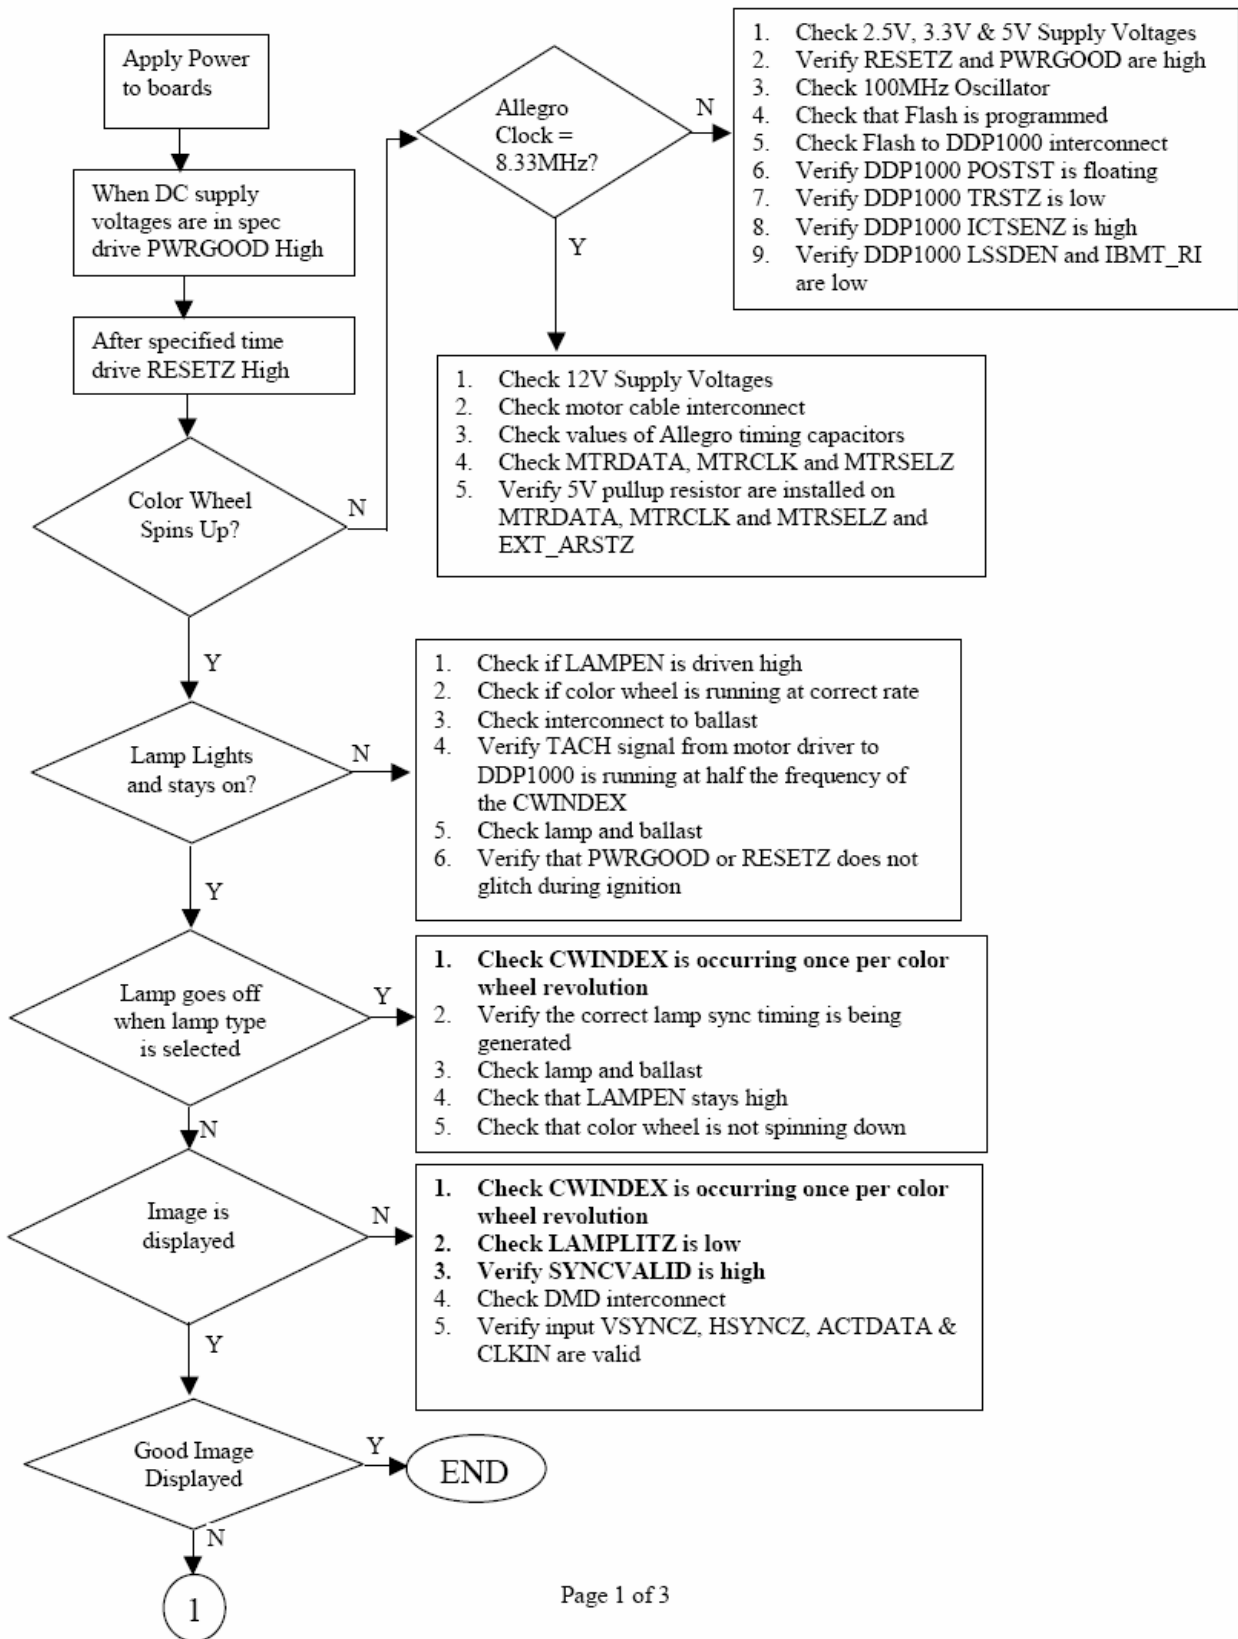 Apply Power
to boards
When DC supply
voltages are in spec
drive PWRGOOD High
After specified time
drive RESETZ High
Color Wheel
Spins Up?
N
Y
Allegro
Clock =
8.33MHz?
N
Y
1. Check 2.5V, 3.3V & 5V Supply Voltages
2. Verify RESETZ and PWRGOOD are high
3. Check 100MHz Oscillator
4. Check that Flash is programmed
5. Check Flash to DDP1000 interconnect
6. Verify DDP1000 POSTST is floating
7. Verify DDP1000 TRSTZ is low
8. Verify DDP1000 ICTSENZ is high
9. Verify DDP1000 LSSDEN and IBMT_RI
are low
1. Check 12V Supply Voltages
2. Check motor cable interconnect
3. Check values of Allegro timing capacitors
4. Check MTRDATA, MTRCLK and MTRSELZ
5. Verify 5V pullup resistor are installed on
MTRDATA, MTRCLK and MTRSELZ and
EXT_ARSTZ
Lamp Lights
and stays on?
N
Y
1. Check if LAMPEN is driven high
2. Check if color wheel is running at correct rate
3. Check interconnect to ballast
4. Verify TACH signal from motor driver to
DDP1000 is running at half the frequency of
the CWINDEX
5. Check lamp and ballast
6. Verify that PWRGOOD or RESETZ does not
glitch during ignition
Lamp goes off
when lamp type
is selected
Y
N
1. Check CWINDEX is occurring once per color
wheel revolution
2. Verify the correct lamp sync timing is being
generated
3. Check lamp and ballast
4. Check that LAMPEN stays high
5. Check that color wheel is not spinning down
Image is
displayed
N
Y
1. Check CWINDEX is occurring once per color
wheel revolution
2. Check LAMPLITZ is low
3. Verify SYNCVALID is high
4. Check DMD interconnect
5. Verify input VSYNCZ, HSYNCZ, ACTDATA &
CLKIN are valid
Good Image
Displayed
Y
END
N
1
Page 1 of 3